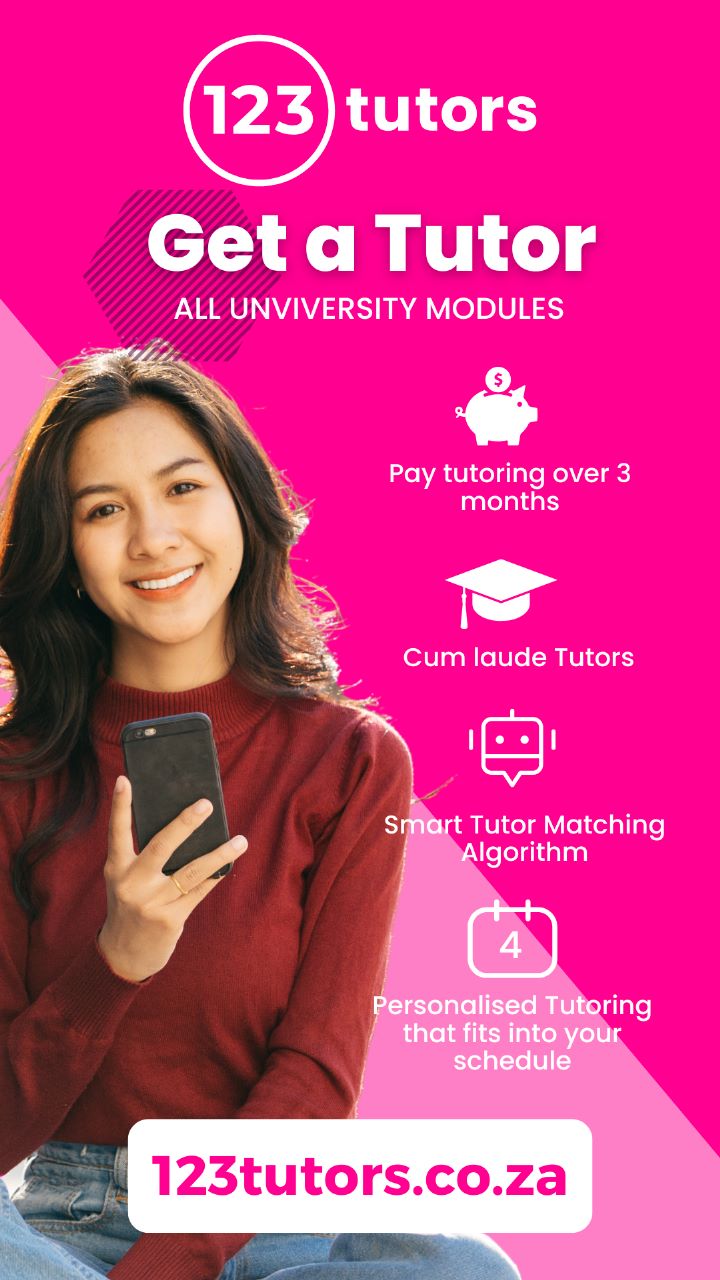 123 tutors
Get a Tutor
ALL UNVIVERSITY MODULES
$
Pay tutoring over 3
months
Cum laude Tutors
Smart Tutor Matching
Algorithm
4
Personalised Tutoring
that fits into your
schedule
123tutors.co.za